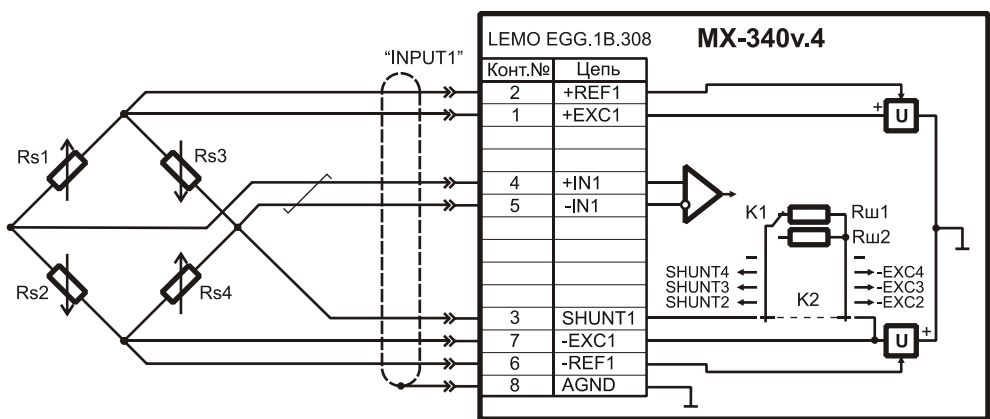 LEMO EGG.1B.308 MX-340v.4
"INPUT1"
Конт.№ Цепь
2 +REF1
1 +EXC1
+ U
Rs1 Rs3
4 +IN1
5 -IN1
K1 Rш1
Rш2
SHUNT4 -EXC4
SHUNT3 -EXC3
SHUNT2 K2 -EXC2
Rs2 Rs4
3 SHUNT1
7 -EXC1
U +
6 -REF1
8 AGND